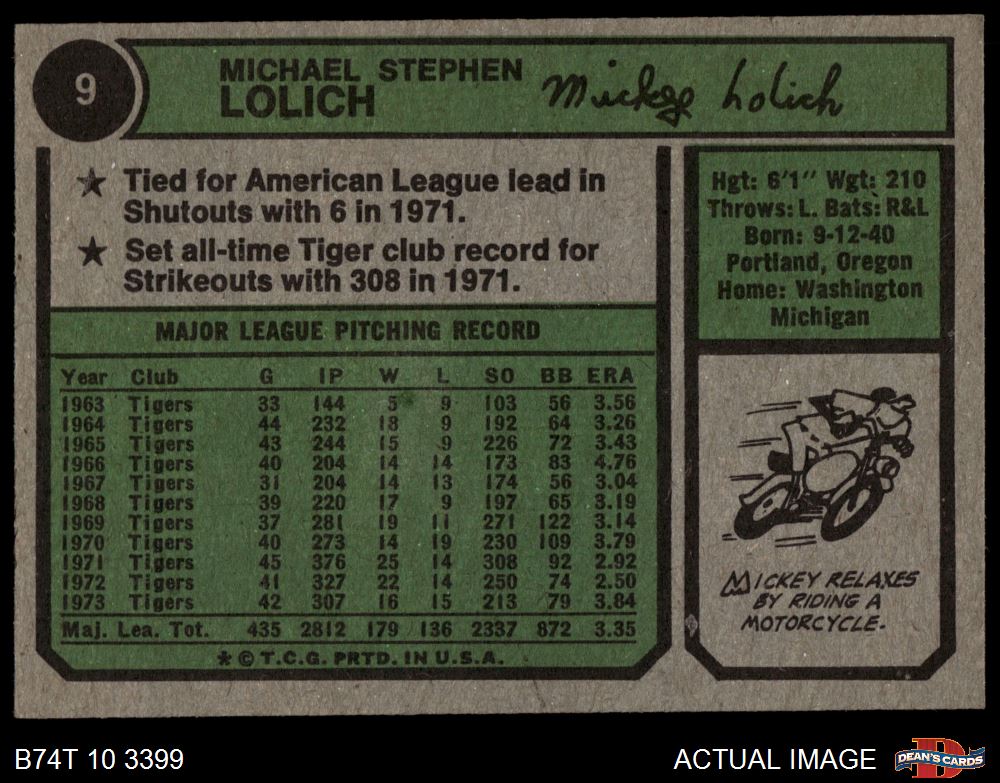 9
MICHAEL STEPHEN
LOLICH
Mickey Lolich
★ Tied for American League lead in
Shutouts with 6 in 1971.
★ Set all-time Tiger club record for
Strikeouts with 308 in 1971.
MAJOR LEAGUE PITCHING RECORD
Year Club G IP W L SO BB ERA
1963 Tigers 33 144 5 9 103 56 3.56
1964 Tigers 44 232 18 9 192 64 3.26
1965 Tigers 43 244 15 9 226 72 3.43
1966 Tigers 40 204 14 14 173 83 4.76
1967 Tigers 31 204 14 13 174 56 3.04
1968 Tigers 39 220 17 9 197 65 3.19
1969 Tigers 37 281 19 11 271 122 3.14
1970 Tigers 40 273 14 19 230 109 3.79
1971 Tigers 45 376 25 14 308 92 2.92
1972 Tigers 41 327 22 14 250 74 2.50
1973 Tigers 42 307 16 15 213 79 3.84
Maj. Lea. Tot. 435 2812 179 136 2337 872 3.35
* © T.C.G. PRTD. IN U.S.A.
Hgt: 6'1" Wgt: 210
Throws: L. Bats: R&L
Born: 9-12-40
Portland, Oregon
Home: Washington
Michigan
MICKEY RELAXES
BY RIDING A
MOTORCYCLE.
B74T 10 3399
ACTUAL IMAGE
D
DEAN'S CARDS